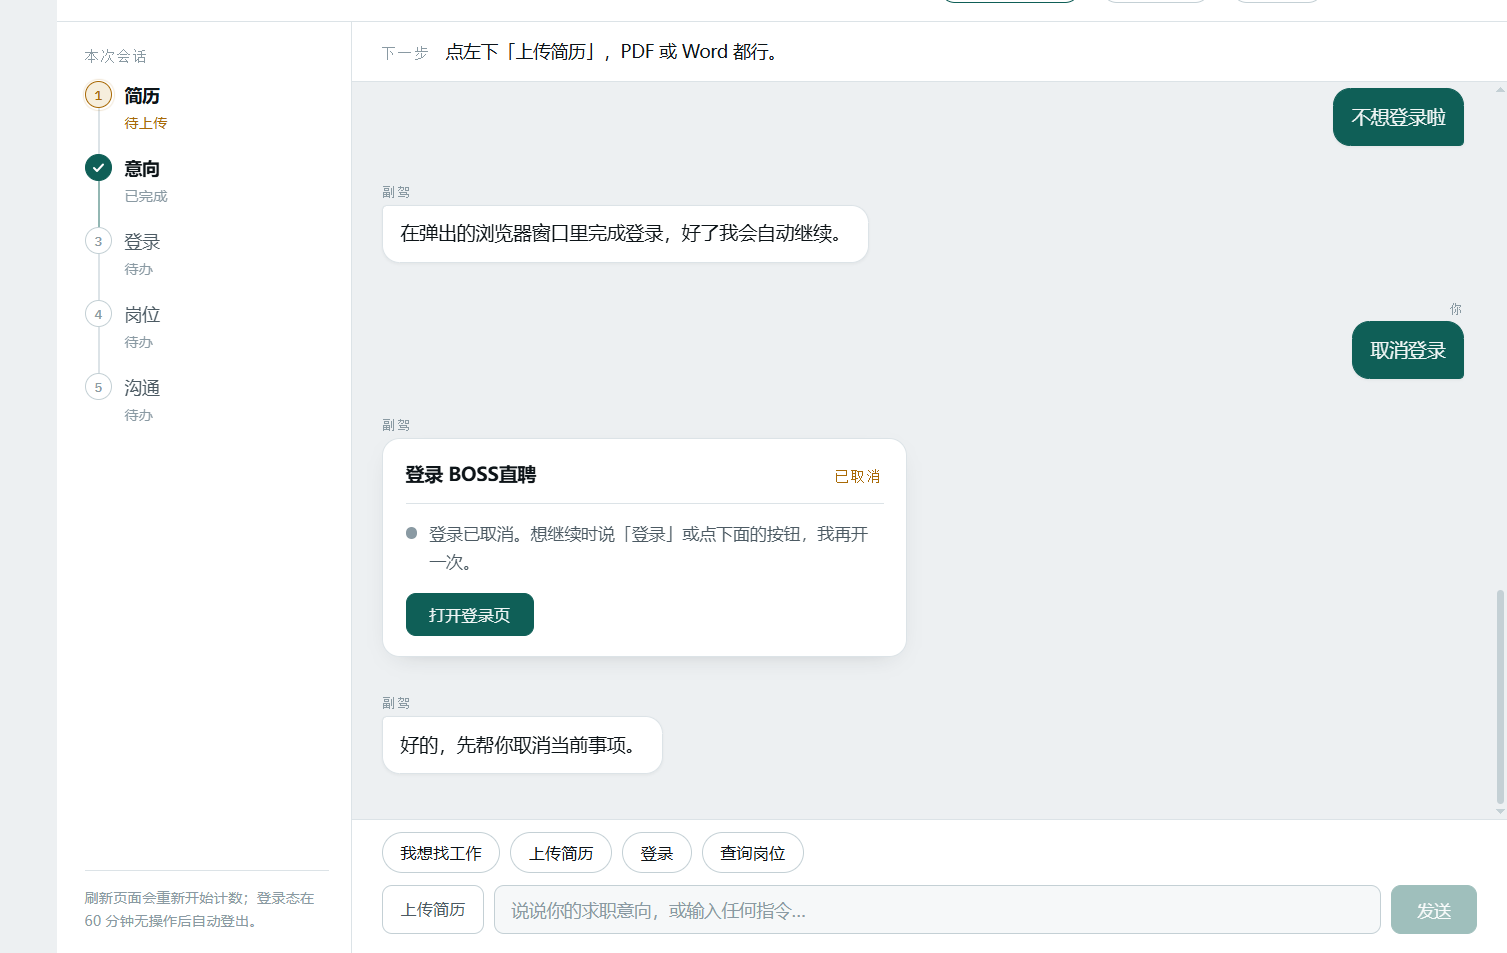 本次会话
1
简历
待上传
意向
已完成
3
登录
待办
4
岗位
待办
5
沟通
待办
刷新页面会重新开始计数；登录态在
60 分钟无操作后自动登出。
下一步 点左下「上传简历」，PDF 或 Word 都行。
不想登录啦
副驾
在弹出的浏览器窗口里完成登录，好了我会自动继续。
你
取消登录
副驾
登录 BOSS直聘 已取消
登录已取消。想继续时说「登录」或点下面的按钮，我再开
一次。
打开登录页
副驾
好的，先帮你取消当前事项。
我想找工作 上传简历 登录 查询岗位
上传简历 说说你的求职意向，或输入任何指令... 发送